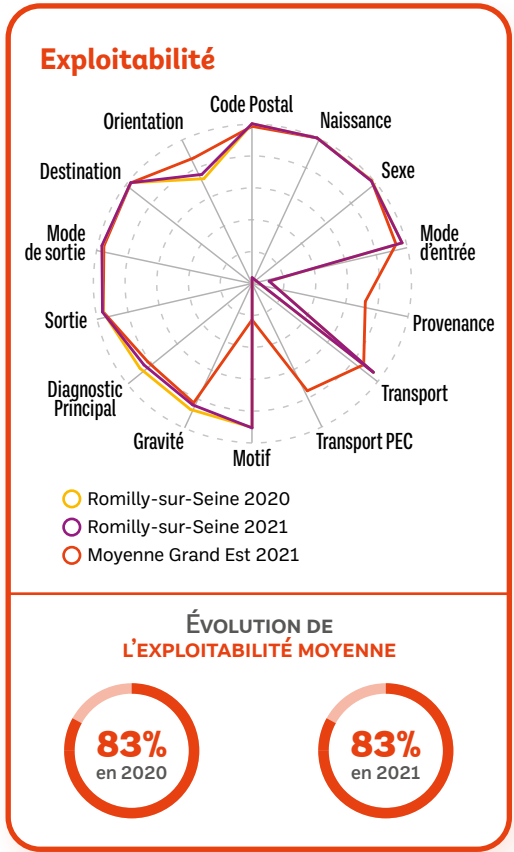 Exploitabilité
Code Postal
Orientation
Naissance
Destination
Sexe
Mode
de sortie
Mode
d'entrée
Sortie
Provenance
Diagnostic
Principal
Transport
Gravité
Transport PEC
Motif
Romilly-sur-Seine 2020
Romilly-sur-Seine 2021
Moyenne Grand Est 2021
ÉVOLUTION DE
L'EXPLOITABILITÉ MOYENNE
83%
en 2020
83%
en 2021